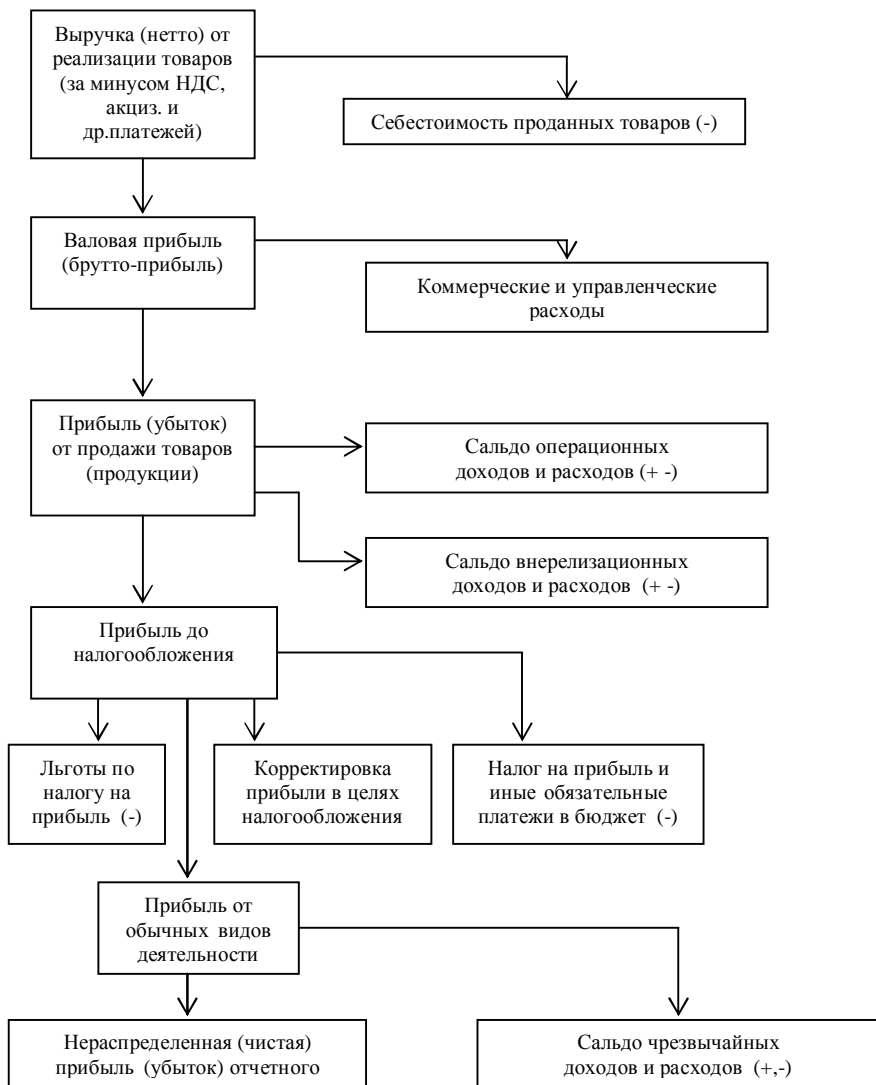 Выручка (нетто) от
реализации товаров
(за минусом НДС,
акциз. и
др.платежей)
Себестоимость проданных товаров (-)
Валовая прибыль
(брутто-прибыль)
Коммерческие и управленческие
расходы
Прибыль (убыток)
от продажи товаров
(продукции)
Сальдо операционных
доходов и расходов (+ -)
Сальдо внерелизационных
доходов и расходов (+ -)
Прибыль до
налогообложения
Льготы по
налогу на
прибыль (-)
Корректировка
прибыли в целях
налогообложения
Налог на прибыль и
иные обязательные
платежи в бюджет (-)
Прибыль от
обычных видов
деятельности
Нераспределенная (чистая)
прибыль (убыток) отчетного
Сальдо чрезвычайных
доходов и расходов (+,-)